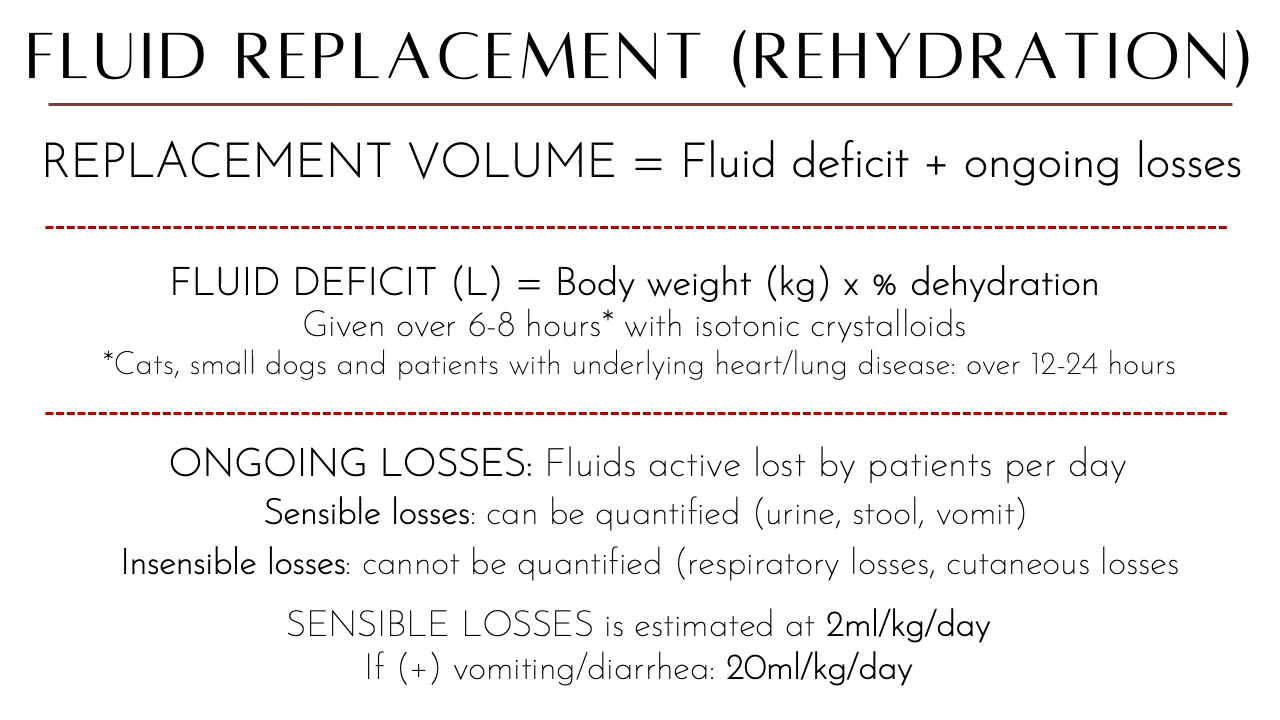 FLUID REPLACEMENT (REHYDRATION)
REPLACEMENT VOLUME = Fluid deficit + ongoing losses
FLUID DEFICIT (L) = Body weight (kg) x % dehydration
Given over 6-8 hours* with isotonic crystalloids
*Cats, small dogs and patients with underlying heart/lung disease: over 12-24 hours
ONGOING LOSSES: Fluids active lost by patients per day
Sensible losses: can be quantified (urine, stool, vomit)
Insensible losses: cannot be quantified (respiratory losses, cutaneous losses
SENSIBLE LOSSES is estimated at 2ml/kg/day
If (+) vomiting/diarrhea: 20ml/kg/day